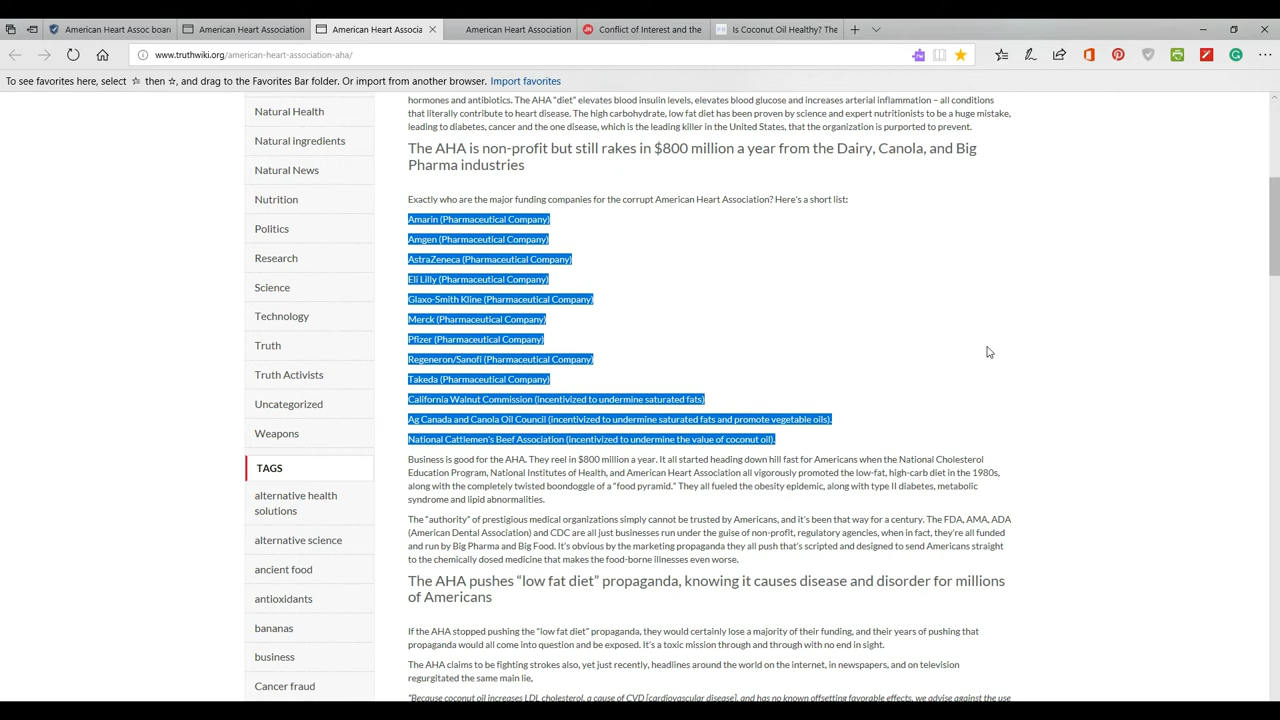 American Heart Assoc board
American Heart Association
American Heart Associa
American Heart Association
Conflict of Interest and the
Is Coconut Oil Healthy? The
www.truthwiki.org/american-heart-association-aha/
To see favorites here, select ☆ then ☆, and drag to the Favorites Bar folder. Or import from another browser. Import favorites
Natural Health
Natural ingredients
Natural News
Nutrition
Politics
Research
Science
Technology
Truth
Truth Activists
Uncategorized
Weapons
TAGS
alternative health
solutions
alternative science
ancient food
antioxidants
bananas
business
Cancer fraud
hormones and antibiotics. The AHA "diet" elevates blood insulin levels, elevates blood glucose and increases arterial inflammation – all conditions
that literally contribute to heart disease. The high carbohydrate, low fat diet has been proven by science and expert nutritionists to be a huge mistake,
leading to diabetes, cancer and the one disease, which is the leading killer in the United States, that the organization is purported to prevent.
The AHA is non-profit but still rakes in $800 million a year from the Dairy, Canola, and Big
Pharma industries
Exactly who are the major funding companies for the corrupt American Heart Association? Here's a short list:
Amarin (Pharmaceutical Company)
Amgen (Pharmaceutical Company)
AstraZeneca (Pharmaceutical Company)
Eli Lilly (Pharmaceutical Company)
Glaxo-Smith Kline (Pharmaceutical Company)
Merck (Pharmaceutical Company)
Pfizer (Pharmaceutical Company)
Regeneron/Sanofi (Pharmaceutical Company)
Takeda (Pharmaceutical Company)
California Walnut Commission (incentivized to undermine saturated fats)
Ag Canada and Canola Oil Council (incentivized to undermine saturated fats and promote vegetable oils).
National Cattlemen's Beef Association (incentivized to undermine the value of coconut oil).
Business is good for the AHA. They reel in $800 million a year. It all started heading down hill fast for Americans when the National Cholesterol
Education Program, National Institutes of Health, and American Heart Association all vigorously promoted the low-fat, high-carb diet in the 1980s,
along with the completely twisted boondoggle of a "food pyramid." They all fueled the obesity epidemic, along with type II diabetes, metabolic
syndrome and lipid abnormalities.
The "authority" of prestigious medical organizations simply cannot be trusted by Americans, and it's been that way for a century. The FDA, AMA, ADA
(American Dental Association) and CDC are all just businesses run under the guise of non-profit, regulatory agencies, when in fact, they're all funded
and run by Big Pharma and Big Food. It's obvious by the marketing propaganda they all push that's scripted and designed to send Americans straight
to the chemically dosed medicine that makes the food-borne illnesses even worse.
The AHA pushes "low fat diet" propaganda, knowing it causes disease and disorder for millions
of Americans
If the AHA stopped pushing the "low fat diet" propaganda, they would certainly lose a majority of their funding, and their years of pushing that
propaganda would all come into question and be exposed. It's a toxic mission through and through with no end in sight.
The AHA claims to be fighting strokes also, yet just recently, headlines around the world on the internet, in newspapers, and on television
regurgitated the same main lie,
"Because coconut oil increases LDL cholesterol, a cause of CVD [cardiovascular disease], and has no known offsetting favorable effects, we advise against the use